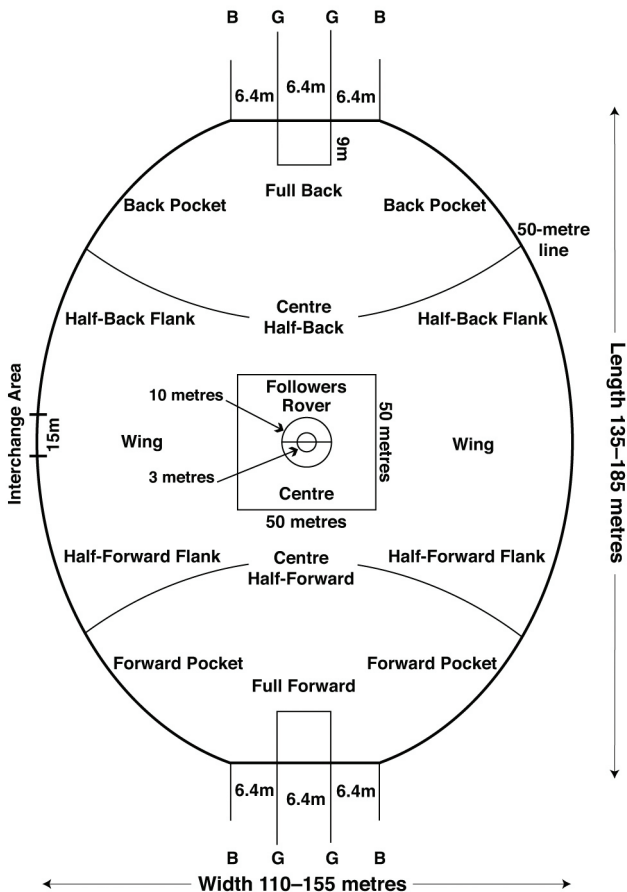 B G G B
6.4m 6.4m 6.4m
9m
Full Back
Back Pocket Back Pocket
50-metre
line
Centre
Half-Back
Half-Back Flank Half-Back Flank
Interchange Area
15m
10 metres
Followers
Rover
50 metres
Wing Wing
3 metres
Centre
50 metres
Length 135–185 metres
Half-Forward Flank Half-Forward Flank
Centre
Half-Forward
Forward Pocket Forward Pocket
Full Forward
6.4m 6.4m 6.4m
B G G B
Width 110–155 metres